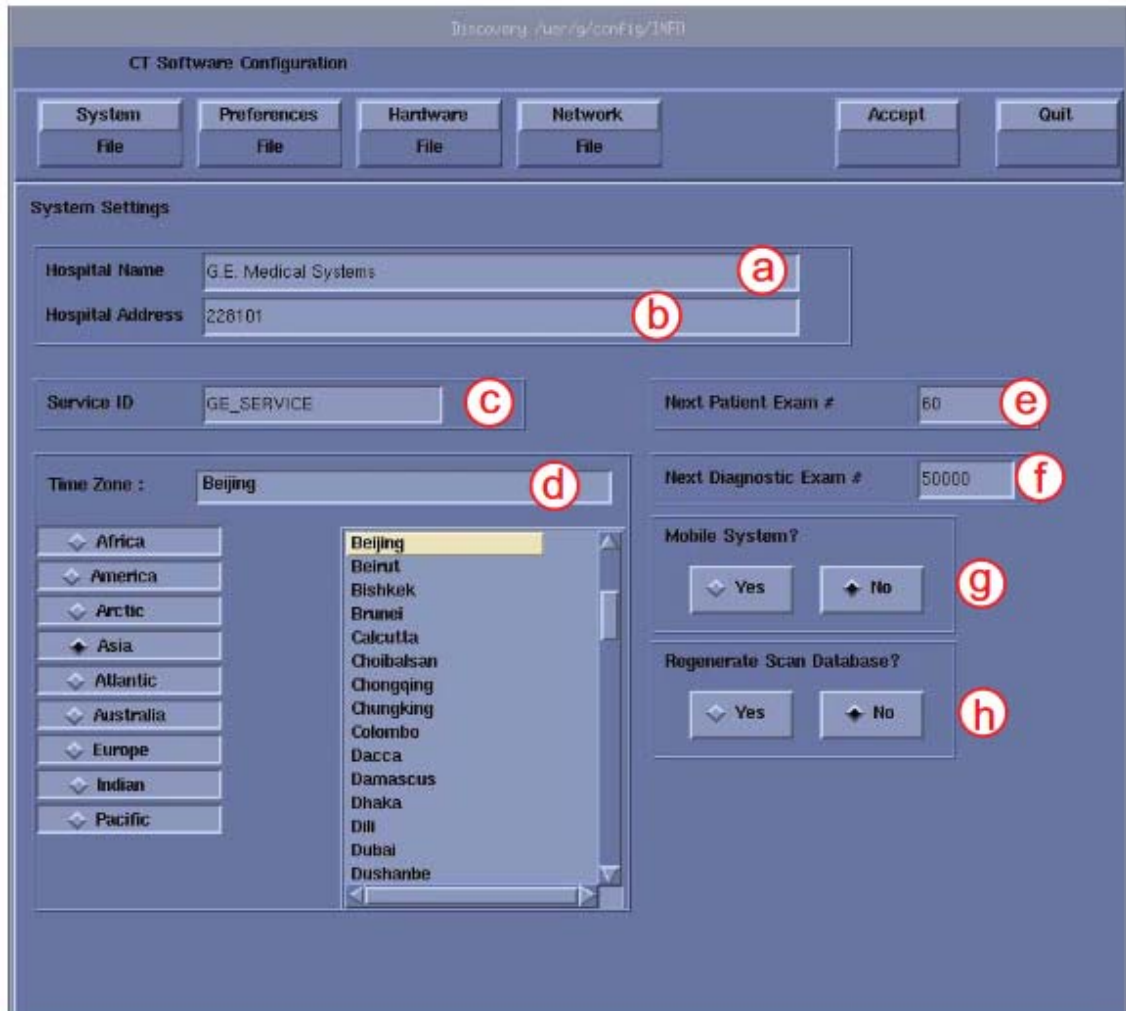 Discovery /usr/g/config/INFO
CT Software Configuration
System Preferences Hardware Network Accept Quit
File File File File
System Settings
Hospital Name G.E. Medical Systems a
Hospital Address 228101 b
Service ID GE_SERVICE c
Next Patient Exam # 60 e
Time Zone : Beijing d
Next Diagnostic Exam # 50000 f
Africa
America
Arctic
Asia
Atlantic
Australia
Europe
Indian
Pacific
Beijing
Beirut
Bishkek
Brunei
Calcutta
Choibalsan
Chongqing
Chungking
Colombo
Dacca
Damascus
Dhaka
Dili
Dubai
Dushanbe
Mobile System?
Yes No g
Regenerate Scan Database?
Yes No h